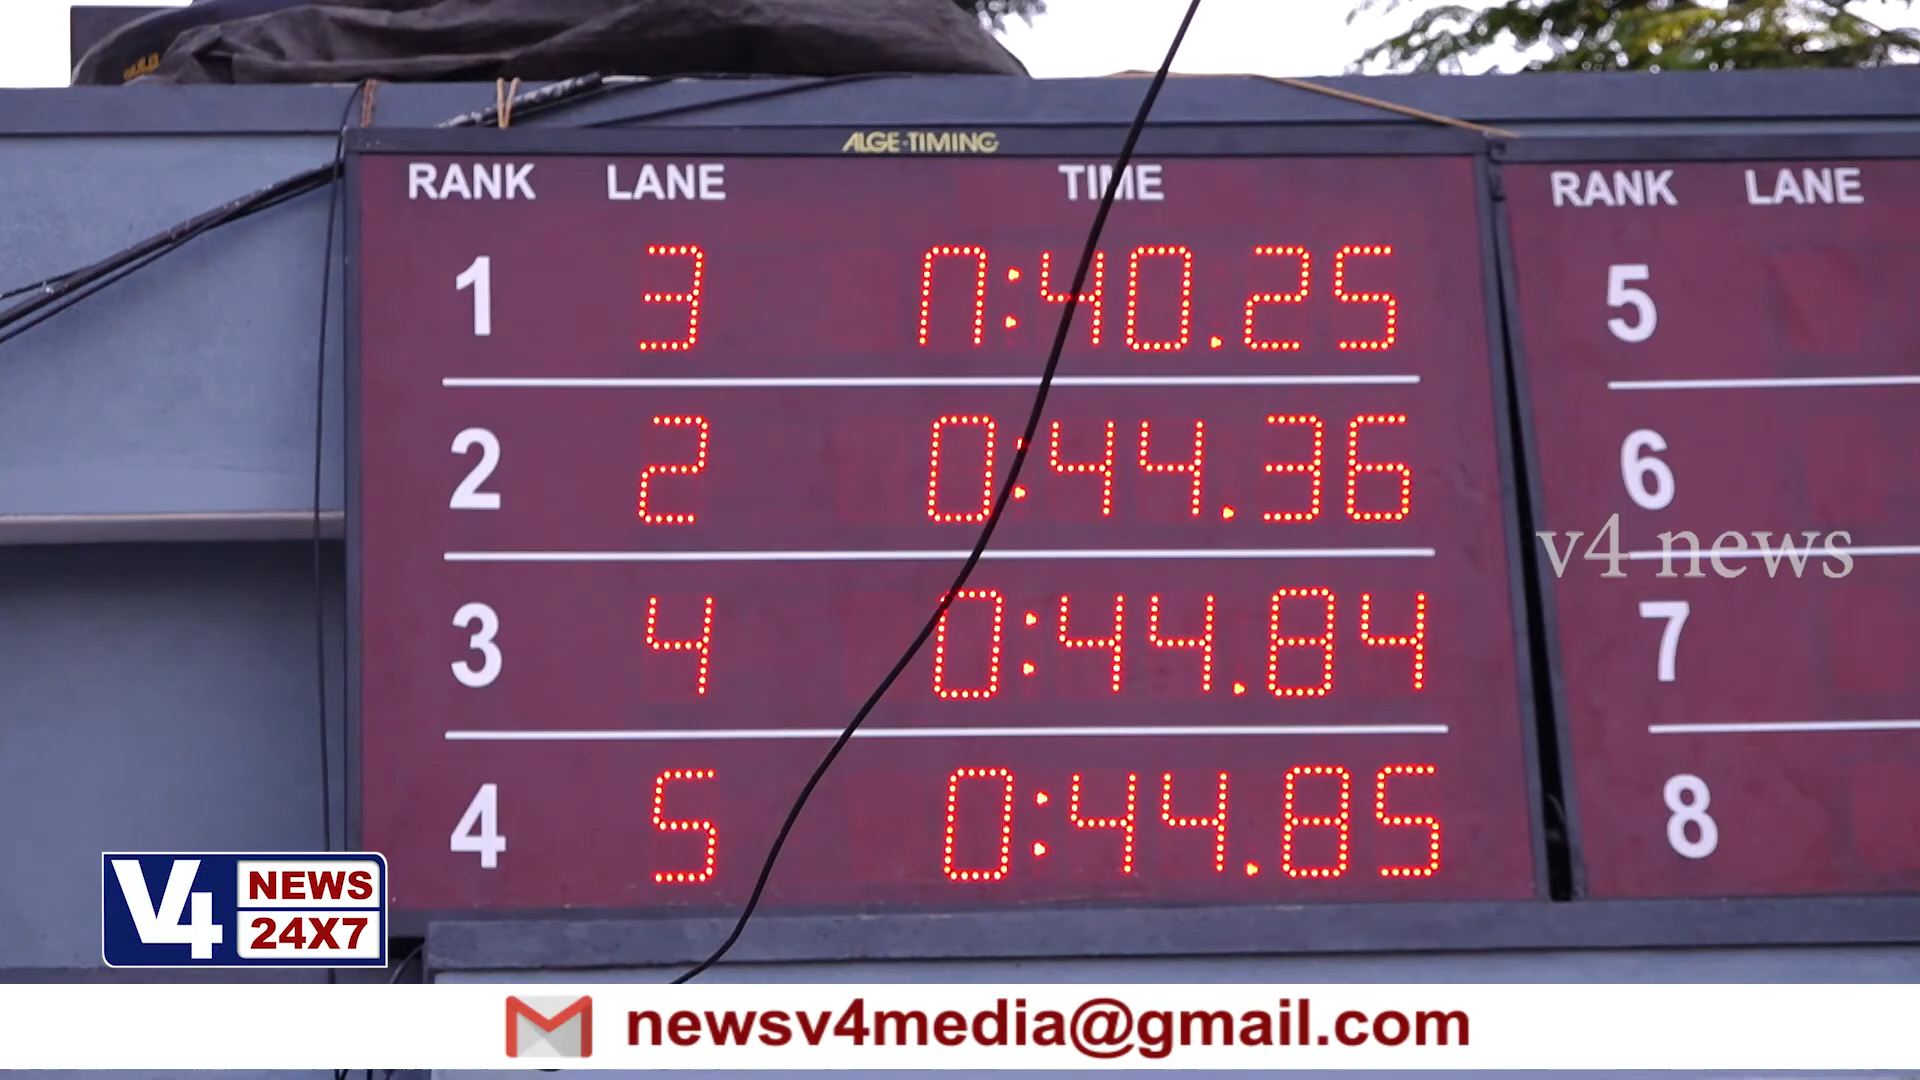 ALGE-TIMING
RANK LANE TIME
1 3 0:40.25
2 2 0:44.36
3 4 0:44.84
4 5 0:44.85
RANK LANE
5
6
7
8
v4 news
V4 NEWS
24X7
newsv4media@gmail.com